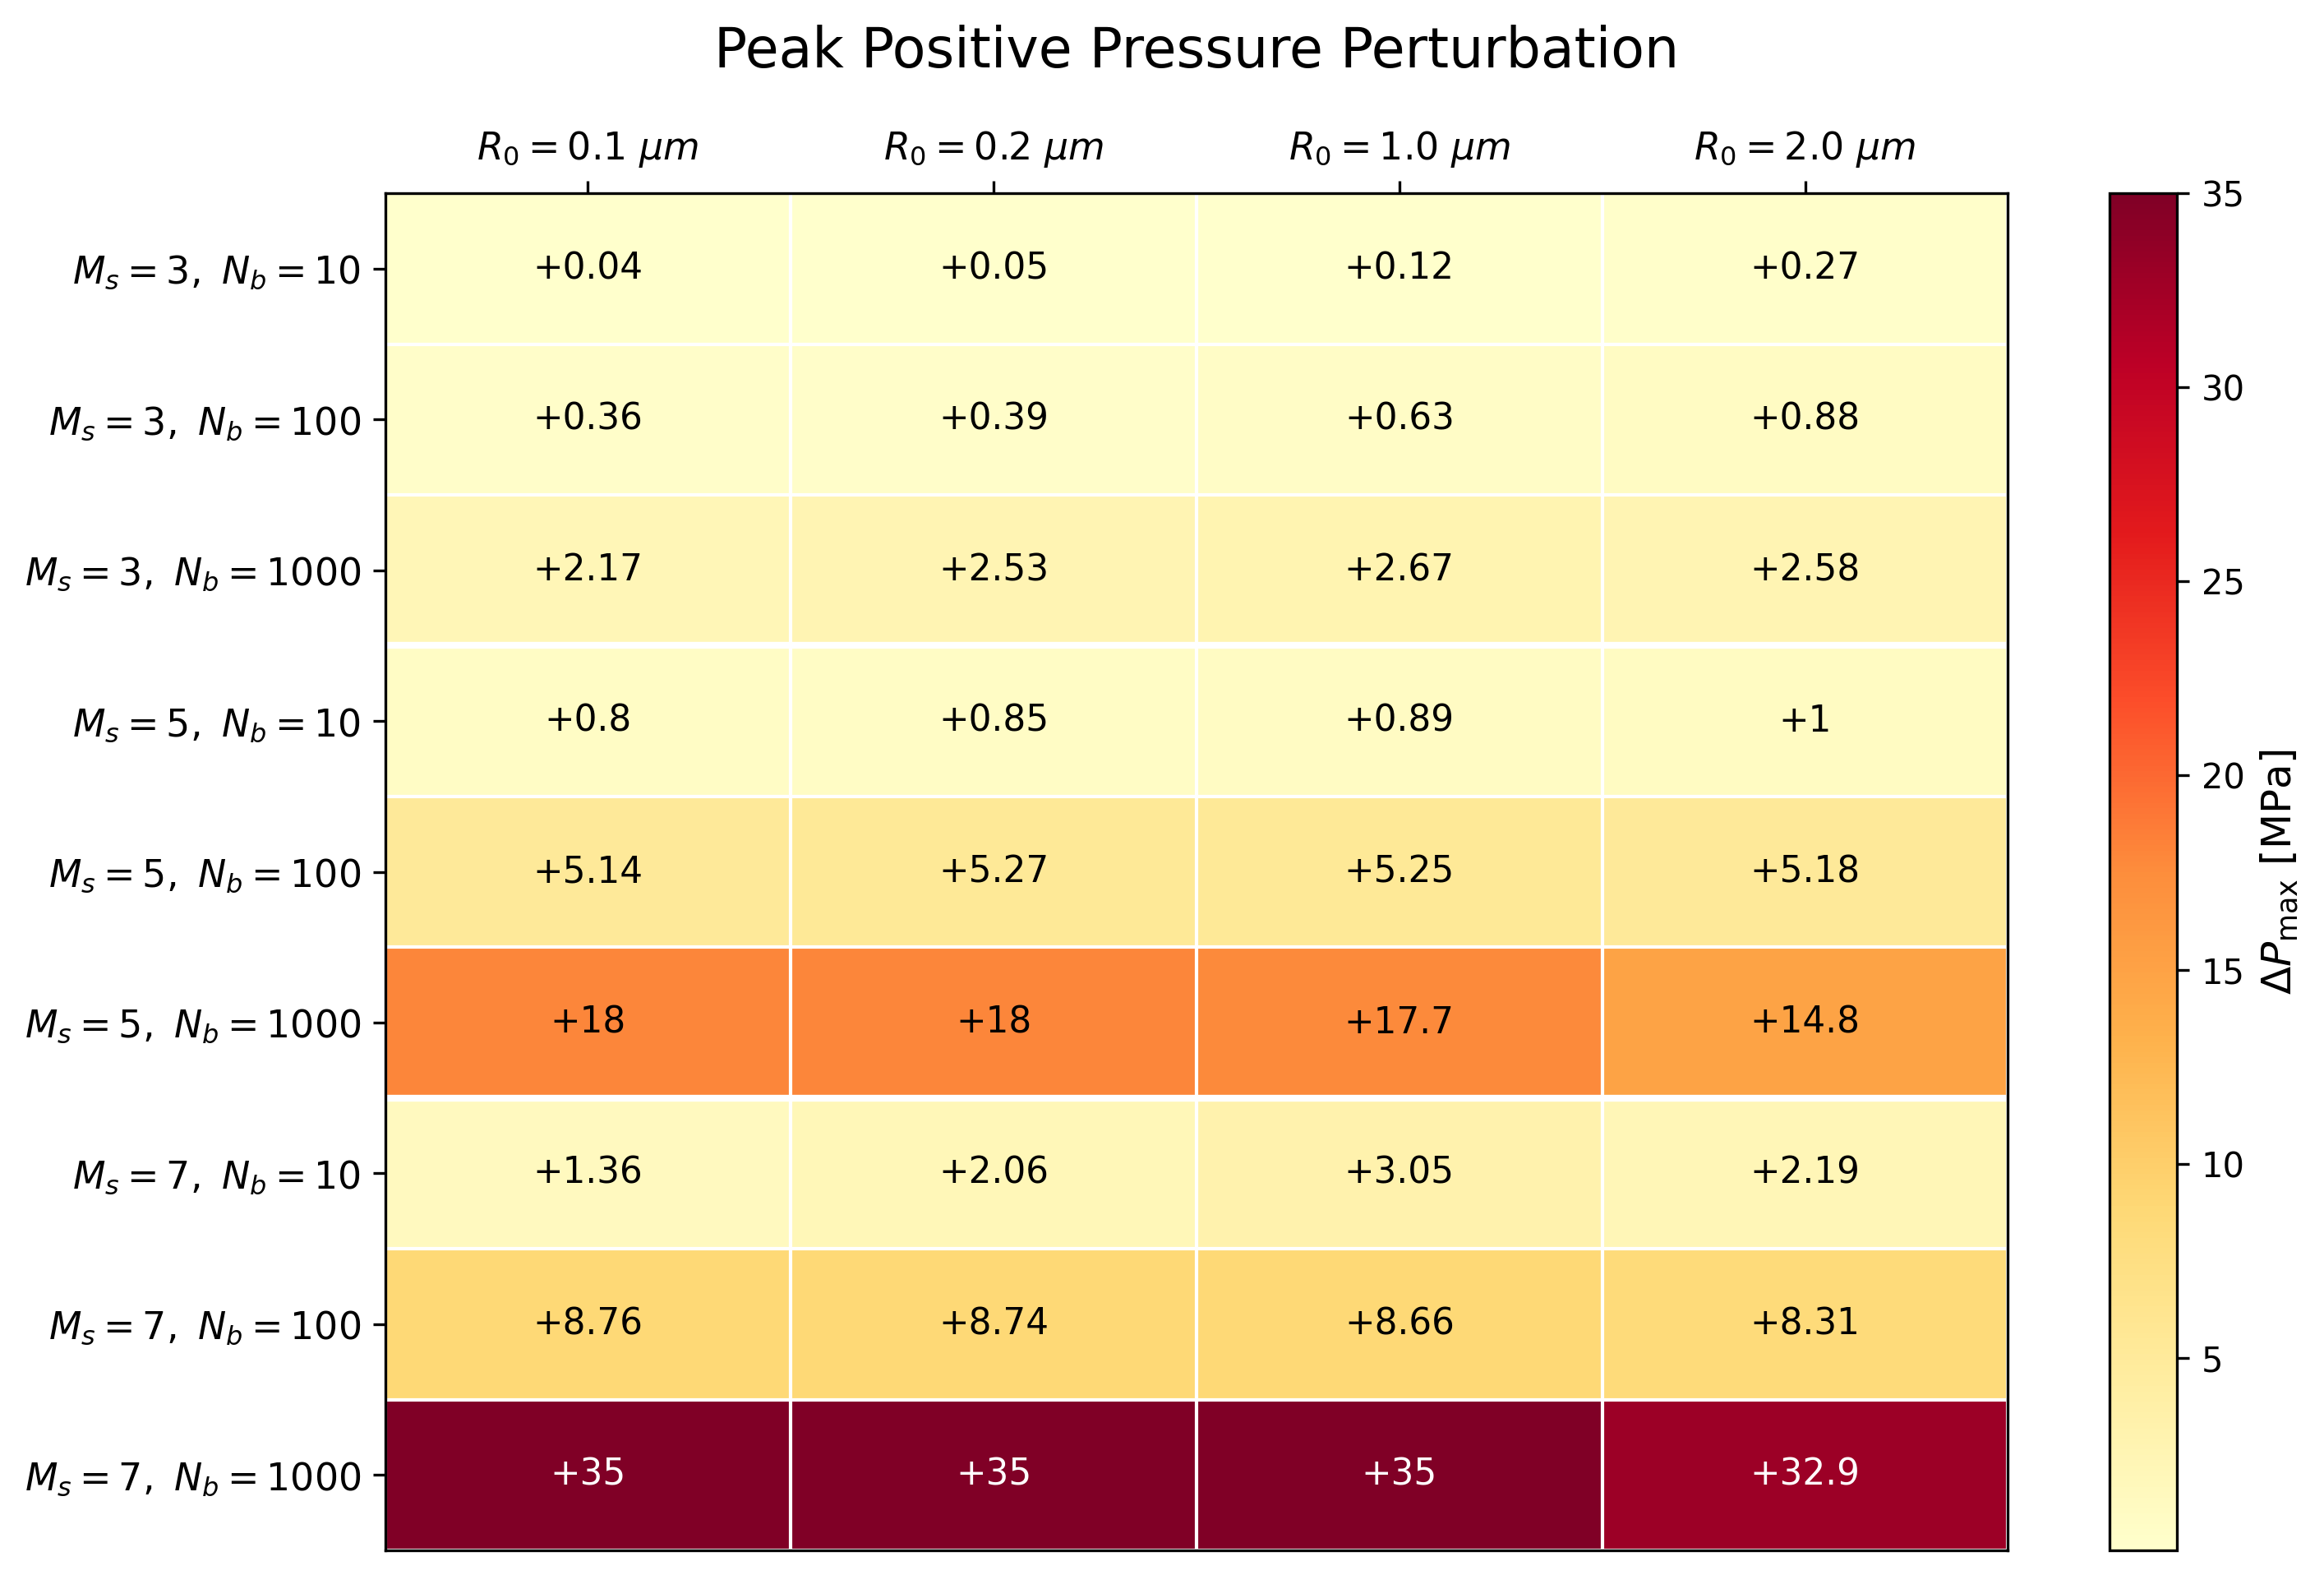 Peak Positive Pressure Perturbation
R₀ = 0.1 μm R₀ = 0.2 μm R₀ = 1.0 μm R₀ = 2.0 μm
Mₛ = 3, N_b = 10 +0.04 +0.05 +0.12 +0.27
Mₛ = 3, N_b = 100 +0.36 +0.39 +0.63 +0.88
Mₛ = 3, N_b = 1000 +2.17 +2.53 +2.67 +2.58
Mₛ = 5, N_b = 10 +0.8 +0.85 +0.89 +1
Mₛ = 5, N_b = 100 +5.14 +5.27 +5.25 +5.18
Mₛ = 5, N_b = 1000 +18 +18 +17.7 +14.8
Mₛ = 7, N_b = 10 +1.36 +2.06 +3.05 +2.19
Mₛ = 7, N_b = 100 +8.76 +8.74 +8.66 +8.31
Mₛ = 7, N_b = 1000 +35 +35 +35 +32.9
35
30
25
20
15
10
5
ΔP_max [MPa]